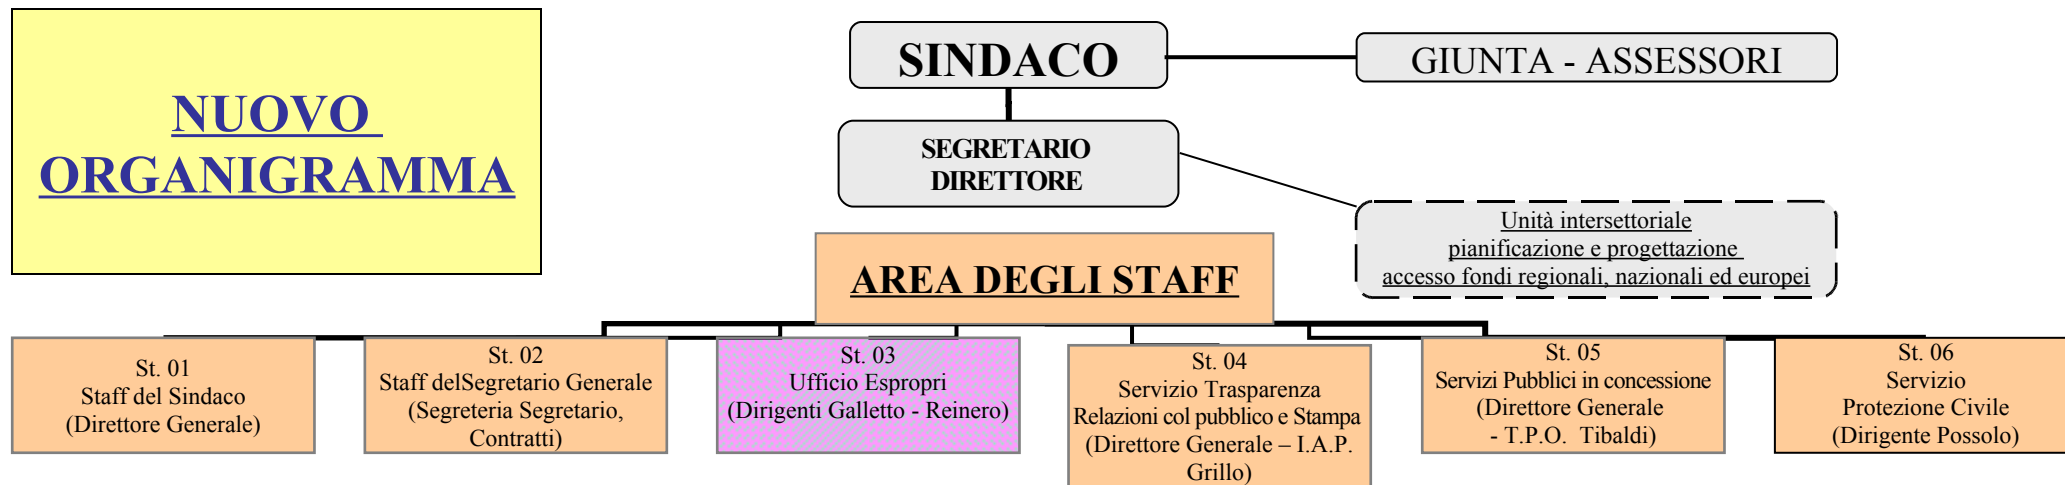 NUOVO
ORGANIGRAMMA
SINDACO
GIUNTA - ASSESSORI
SEGRETARIO
DIRETTORE
Unità intersettoriale
pianificazione e progettazione
accesso fondi regionali, nazionali ed europei
AREA DEGLI STAFF
St. 01
Staff del Sindaco
(Direttore Generale)
St. 02
Staff delSegretario Generale
(Segreteria Segretario,
Contratti)
St. 03
Ufficio Espropri
(Dirigenti Galletto - Reinero)
St. 04
Servizio Trasparenza
Relazioni col pubblico e Stampa
(Direttore Generale – I.A.P.
Grillo)
St. 05
Servizi Pubblici in concessione
(Direttore Generale
- T.P.O. Tibaldi)
St. 06
Servizio
Protezione Civile
(Dirigente Possolo)